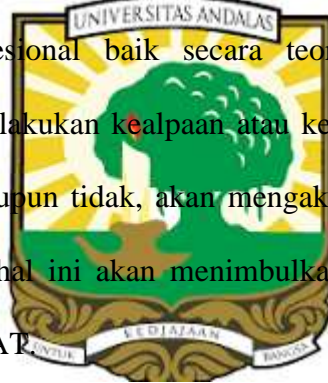 UNIVERSITAS ANDALAS
esional baik secara teor
lakukan kealpaan atau ke
upun tidak, akan mengak
hal ini akan menimbulka
AT.
UNTUK KEDJAJAAN BANGSA